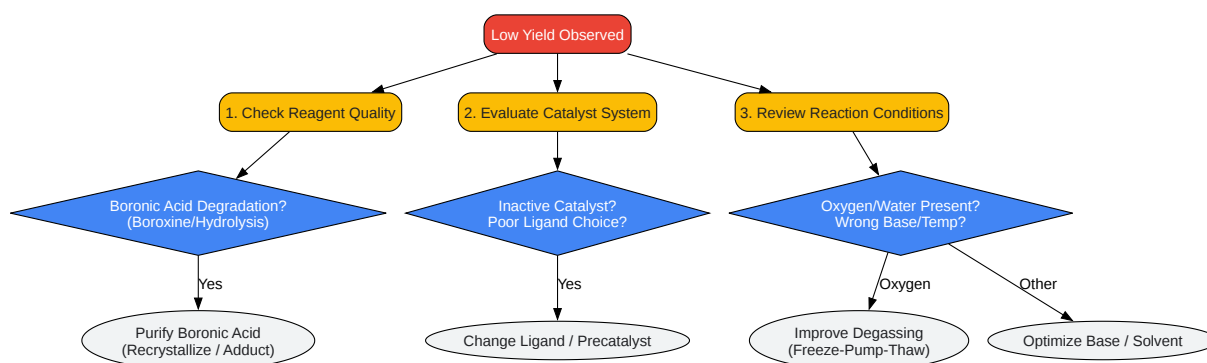 Low Yield Observed
1. Check Reagent Quality
2. Evaluate Catalyst System
3. Review Reaction Conditions
Boronic Acid Degradation?
(Boroxine/Hydrolysis)
Inactive Catalyst?
Poor Ligand Choice?
Oxygen/Water Present?
Wrong Base/Temp?
Yes
Yes
Oxygen
Other
Purify Boronic Acid
(Recrystallize / Adduct)
Change Ligand / Precatalyst
Improve Degassing
(Freeze-Pump-Thaw)
Optimize Base / Solvent